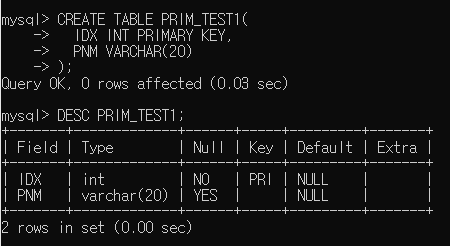 mysql> CREATE TABLE PRIM_TEST1(
    ->   IDX INT PRIMARY KEY,
    ->   PNM VARCHAR(20)
    -> );
Query OK, 0 rows affected (0.03 sec)

mysql> DESC PRIM_TEST1;
+-------+-------------+------+-----+---------+-------+
| Field | Type        | Null | Key | Default | Extra |
+-------+-------------+------+-----+---------+-------+
| IDX   | int         | NO   | PRI | NULL    |       |
| PNM   | varchar(20) | YES  |     | NULL    |       |
+-------+-------------+------+-----+---------+-------+
2 rows in set (0.00 sec)